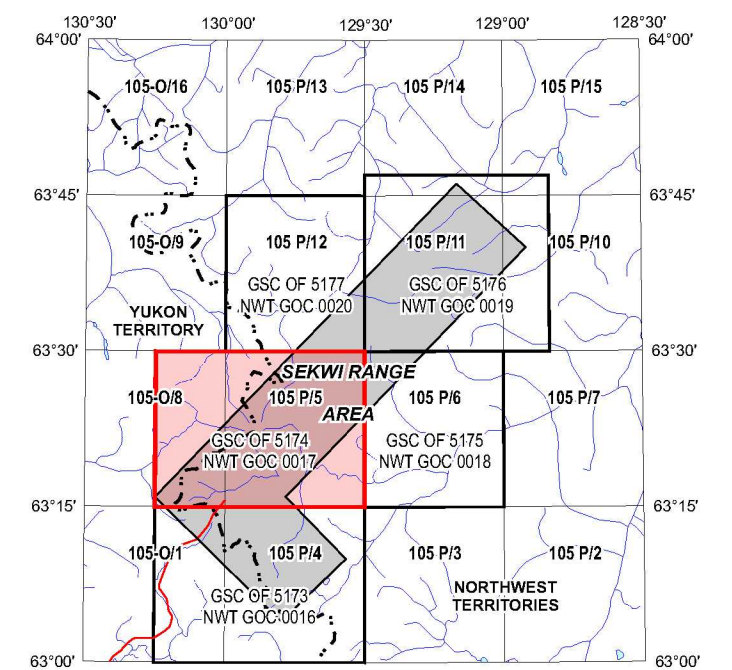 130°30' 130°00' 129°30' 129°00' 128°30'
64°00' 64°00'
105-O/16 105 P/13 105 P/14 105 P/15
63°45' 63°45'
105-O/9 105 P/12 105 P/11 105 P/10
GSC OF 5177 GSC OF 5176
NWT GOC 0020 NWT GOC 0019
YUKON
TERRITORY
63°30' 63°30'
SEKWI RANGE
105-O/8 105 P/5 105 P/6 105 P/7
AREA
GSC OF 5174 GSC OF 5175
NWT GOC 0017 NWT GOC 0018
63°15' 63°15'
105-O/1 105 P/4 105 P/3 105 P/2
NORTHWEST
TERRITORIES
GSC OF 5173
NWT GOC 0016
63°00' 63°00'